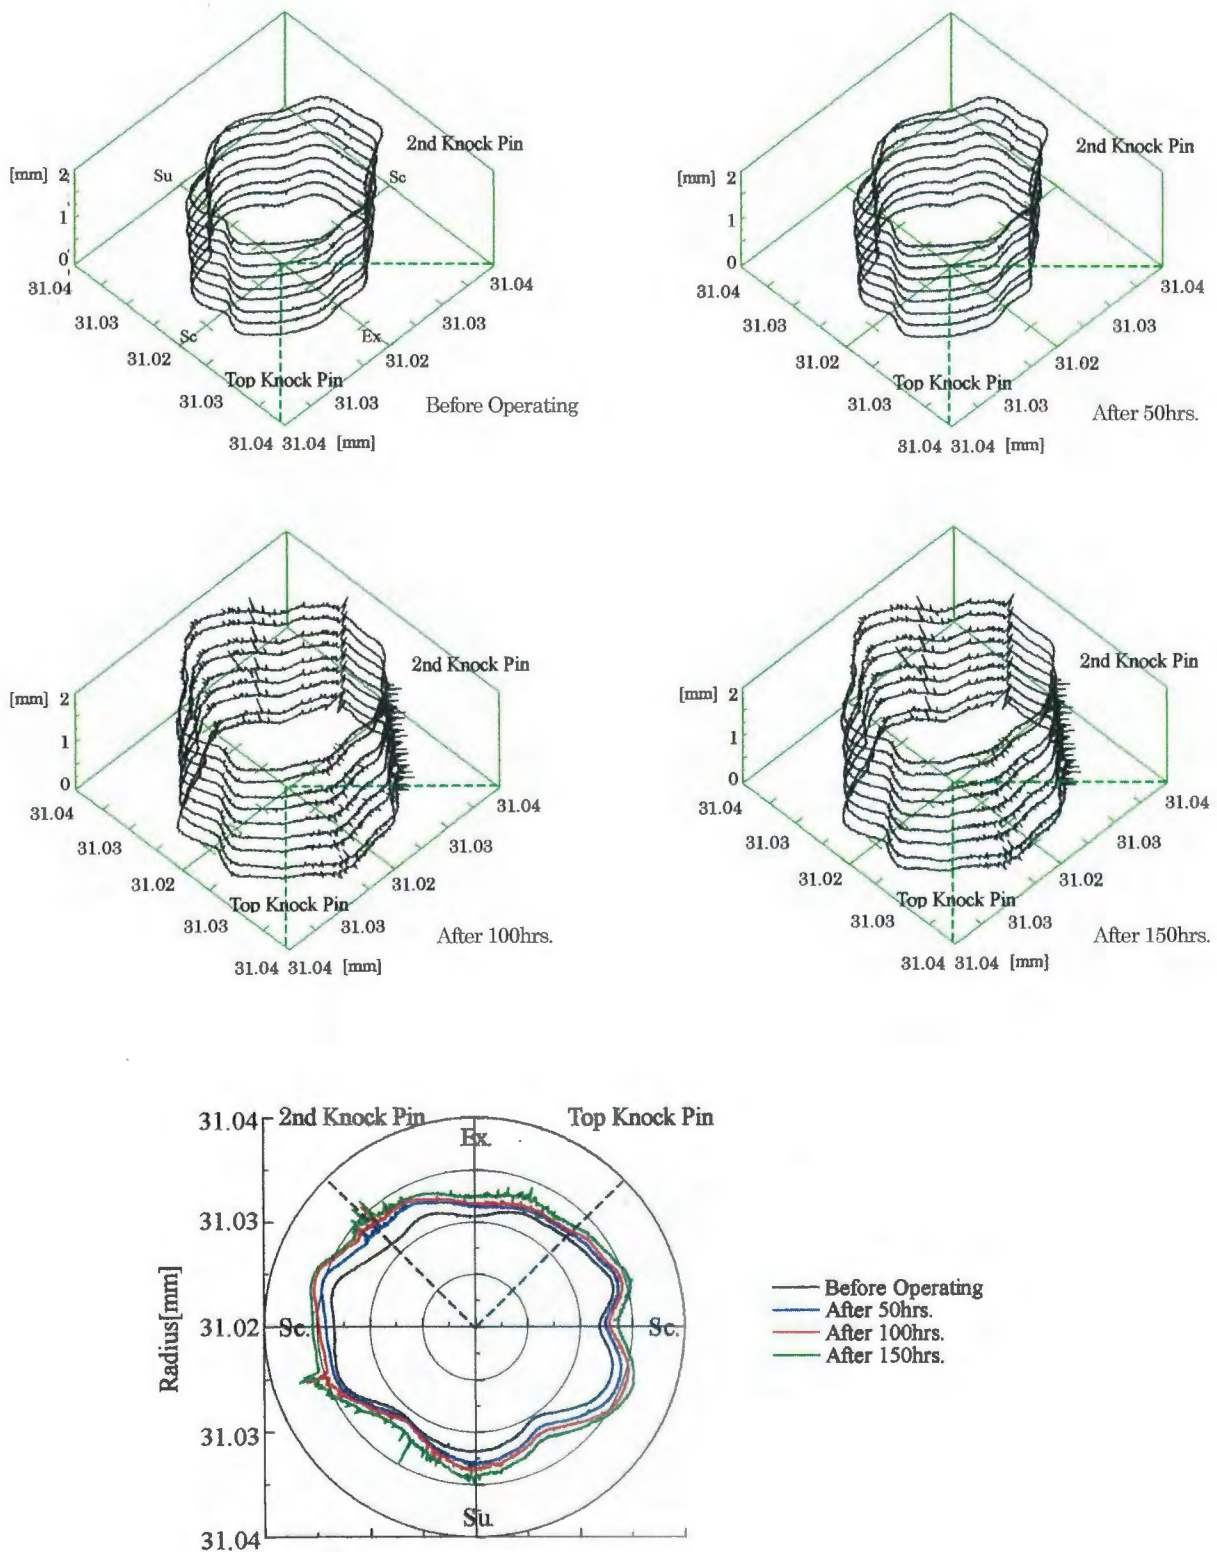 2nd Knock Pin
[mm] 2
Su
Sc
1
0
31.04
31.04
31.03
31.03
Sc
Ex
31.02
31.02
Top Knock Pin
31.03
31.03
Before Operating
31.04 31.04 [mm]
2nd Knock Pin
[mm] 2
1
0
31.04
31.04
31.03
31.03
31.02
31.02
Top Knock Pin
31.03
31.03
After 50hrs.
31.04 31.04 [mm]
2nd Knock Pin
[mm] 2
1
0
31.04
31.04
31.03
31.03
31.02
31.02
Top Knock Pin
31.03
31.03
After 100hrs.
31.04 31.04 [mm]
2nd Knock Pin
[mm] 2
1
0
31.04
31.04
31.03
31.03
31.02
31.02
Top Knock Pin
31.03
31.03
After 150hrs.
31.04 31.04 [mm]
31.04
2nd Knock Pin
Top Knock Pin
Ex.
31.03
Radius[mm]
31.02
Sc.
Sc.
31.03
Su.
31.04
Before Operating
After 50hrs.
After 100hrs.
After 150hrs.